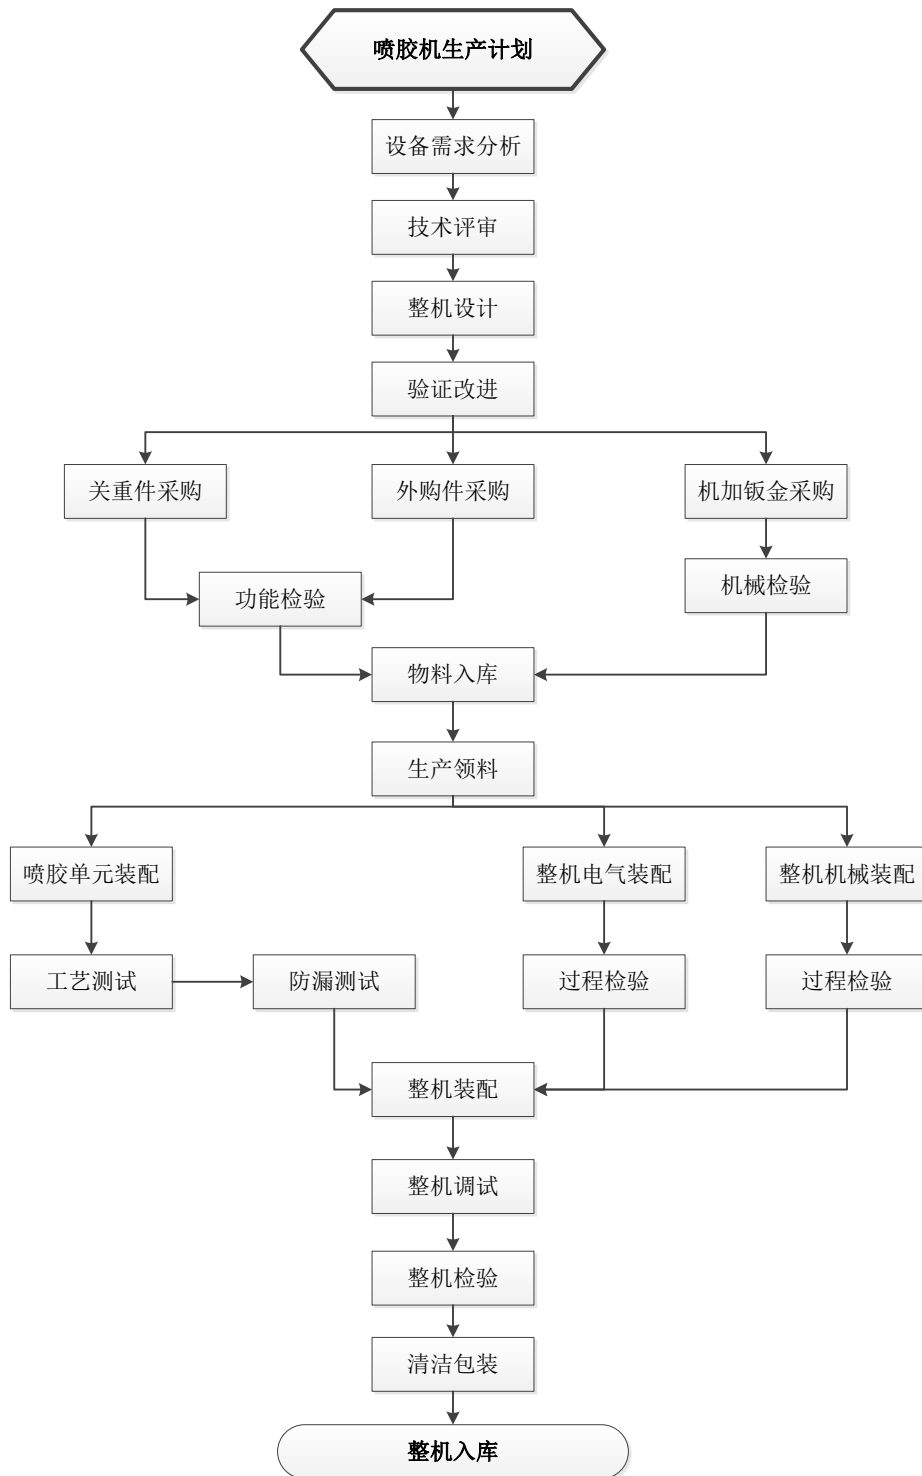 喷胶机生产计划
设备需求分析
技术评审
整机设计
验证改进
关重件采购
外购件采购
机加钣金采购
功能检验
机械检验
物料入库
生产领料
喷胶单元装配
整机电气装配
整机机械装配
工艺测试
防漏测试
过程检验
过程检验
整机装配
整机调试
整机检验
清洁包装
整机入库